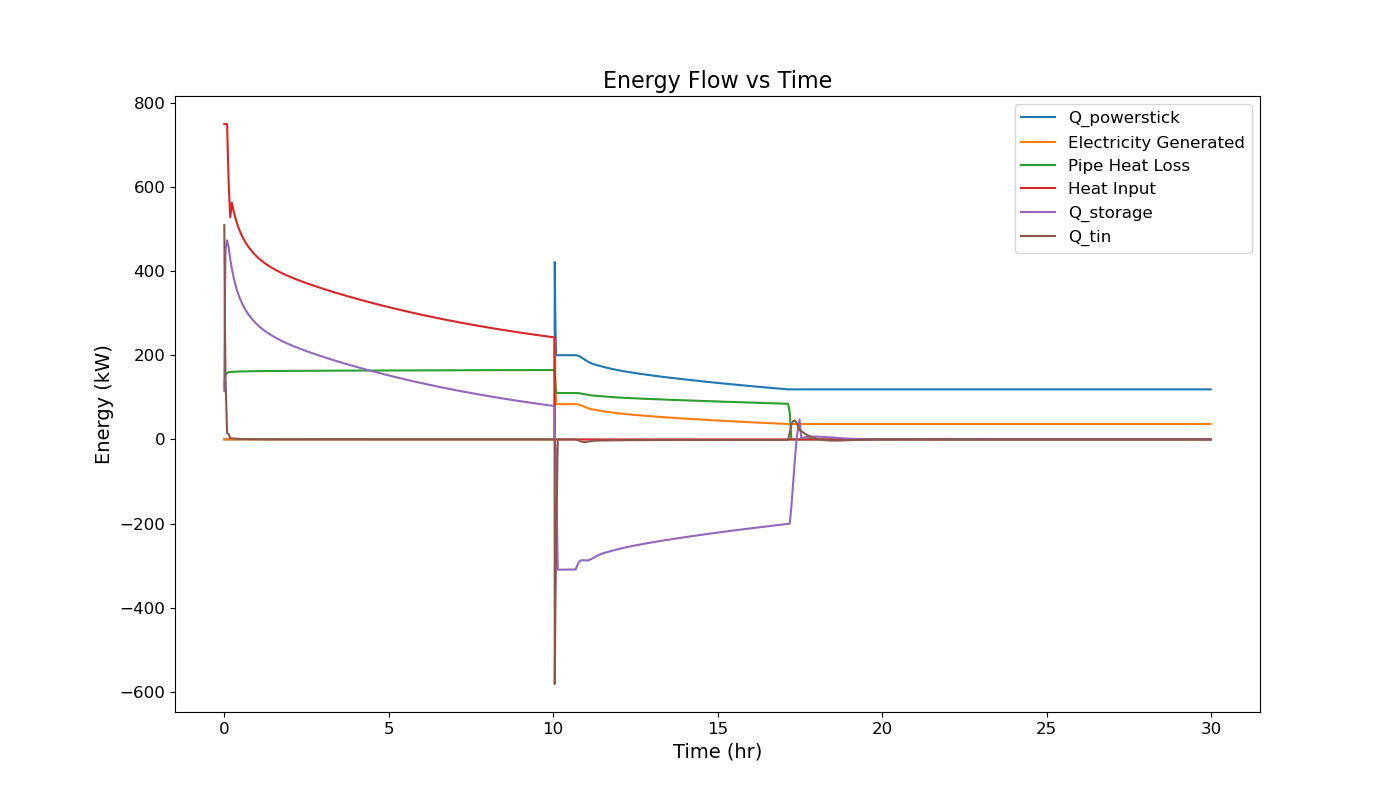 Energy Flow vs Time
Q_powerstick
Electricity Generated
Pipe Heat Loss
Heat Input
Q_storage
Q_tin
Energy (kW)
800
600
400
200
0
−200
−400
−600
0
5
10
15
20
25
30
Time (hr)